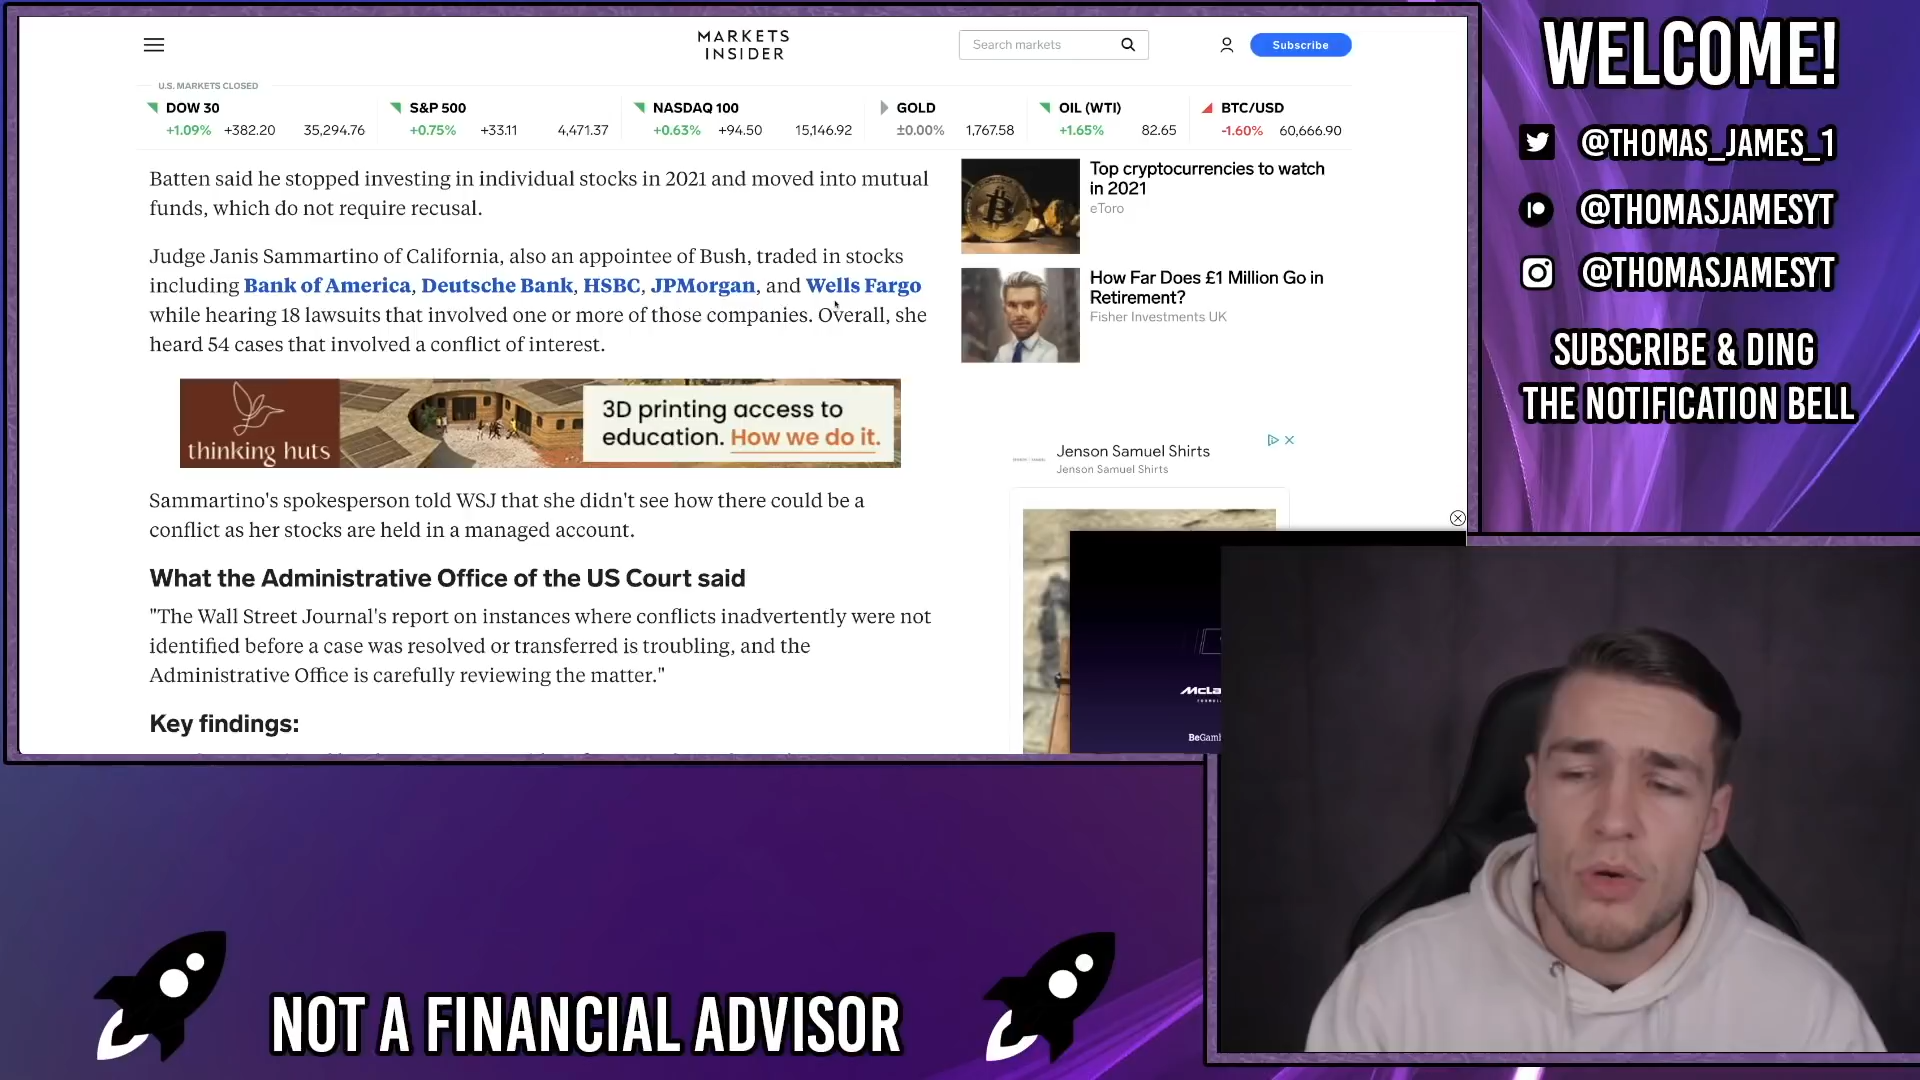 MARKETS
INSIDER
Search markets
Subscribe
U.S. MARKETS CLOSED
DOW 30
+1.09% +382.20 35,294.76
S&P 500
+0.75% +33.11 4,471.37
NASDAQ 100
+0.63% +94.50 15,146.92
GOLD
±0.00% 1,767.58
OIL (WTI)
+1.65% 82.65
BTC/USD
-1.60% 60,666.90
Batten said he stopped investing in individual stocks in 2021 and moved into mutual
funds, which do not require recusal.
Judge Janis Sammartino of California, also an appointee of Bush, traded in stocks
including Bank of America, Deutsche Bank, HSBC, JPMorgan, and Wells Fargo
while hearing 18 lawsuits that involved one or more of those companies. Overall, she
heard 54 cases that involved a conflict of interest.
thinking huts
3D printing access to
education. How we do it.
Sammartino's spokesperson told WSJ that she didn't see how there could be a
conflict as her stocks are held in a managed account.
What the Administrative Office of the US Court said
"The Wall Street Journal's report on instances where conflicts inadvertently were not
identified before a case was resolved or transferred is troubling, and the
Administrative Office is carefully reviewing the matter."
Key findings:
Top cryptocurrencies to watch
in 2021
eToro
How Far Does £1 Million Go in
Retirement?
Fisher Investments UK
Jenson Samuel Shirts
Jenson Samuel Shirts
McLa
BeGamb
WELCOME!
@THOMAS_JAMES_1
@THOMASJAMESYT
@THOMASJAMESYT
SUBSCRIBE & DING
THE NOTIFICATION BELL
NOT A FINANCIAL ADVISOR